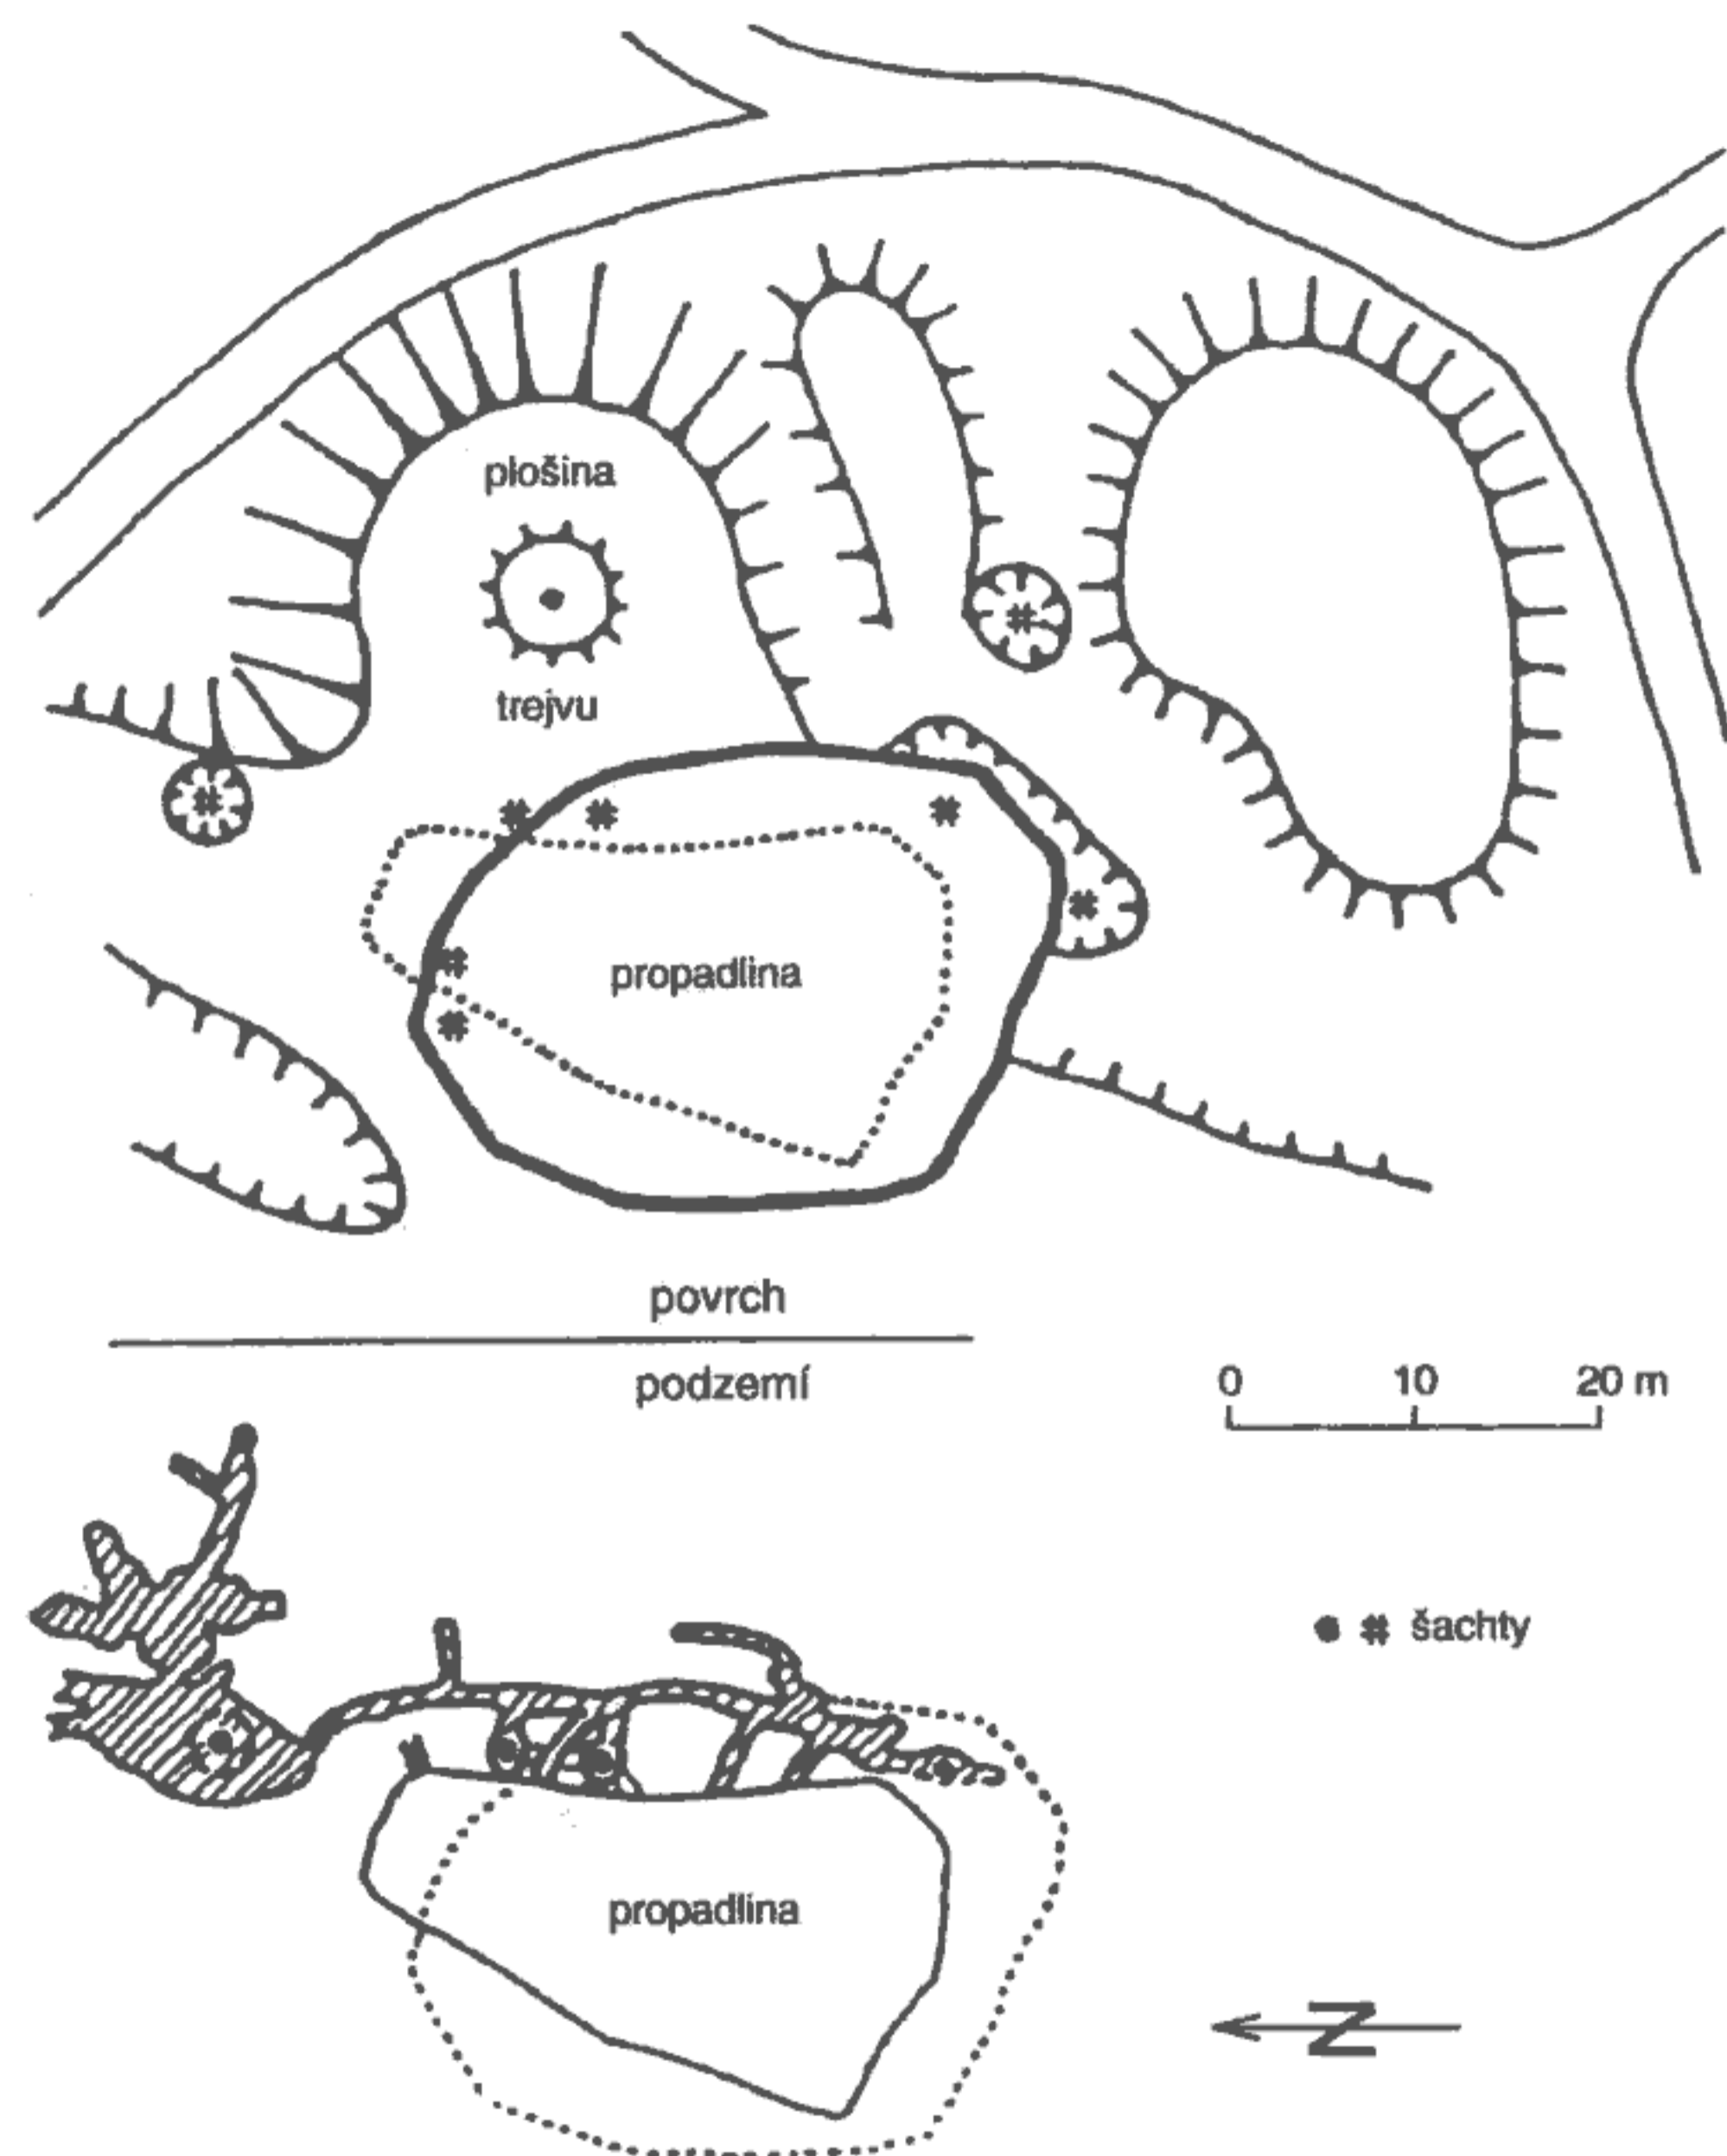 plošina
trejvu
propadlina
povrch
podzemí
0 10 20 m
šachty
propadlina
N